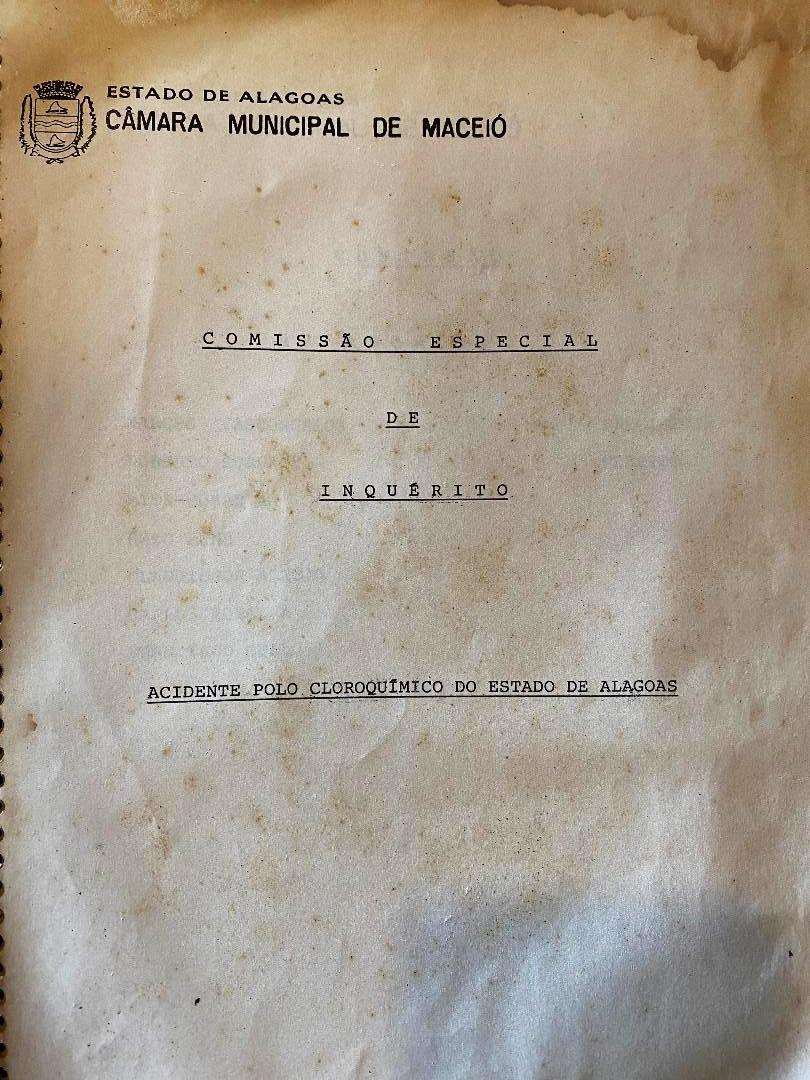 ESTADO DE ALAGOAS
CÂMARA MUNICIPAL DE MACEIÓ
COMISSÃO ESPECIAL
DE
INQUÉRITO
ACIDENTE POLO CLOROQUÍMICO DO ESTADO DE ALAGOAS